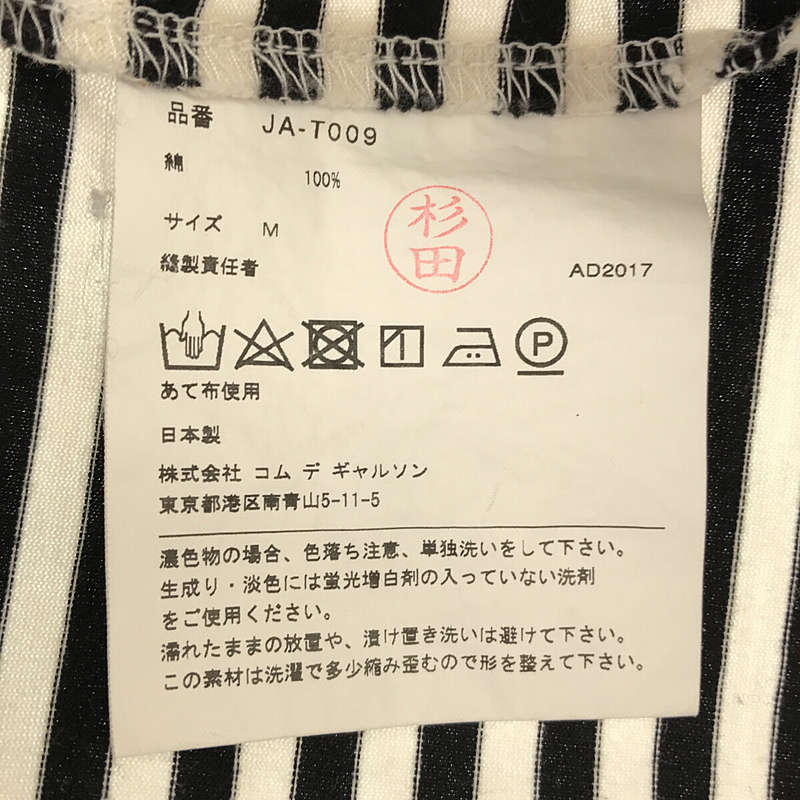 品番 JA-T009
綿 100%
サイズ M
縫製責任者 杉田 AD2017
P
あて布使用
日本製
株式会社 コム デ ギャルソン
東京都港区南青山5-11-5
濃色物の場合、色落ち注意、単独洗いをして下さい。
生成り・淡色には蛍光増白剤の入っていない洗剤
をご使用ください。
濡れたままの放置や、漬け置き洗いは避けて下さい。
この素材は洗濯で多少縮み歪むので形を整えて下さい。